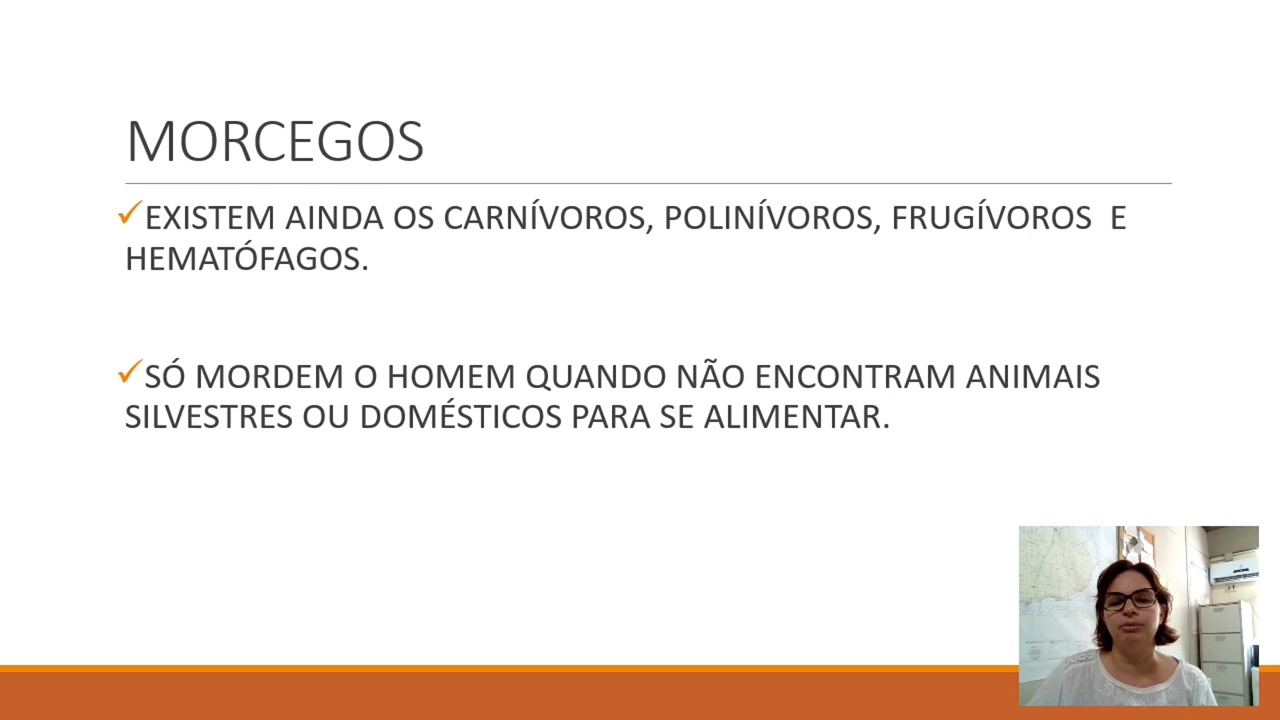 MORCEGOS
✓EXISTEM AINDA OS CARNÍVOROS, POLINÍVOROS, FRUGÍVOROS E
HEMATÓFAGOS.
✓SÓ MORDEM O HOMEM QUANDO NÃO ENCONTRAM ANIMAIS
SILVESTRES OU DOMÉSTICOS PARA SE ALIMENTAR.